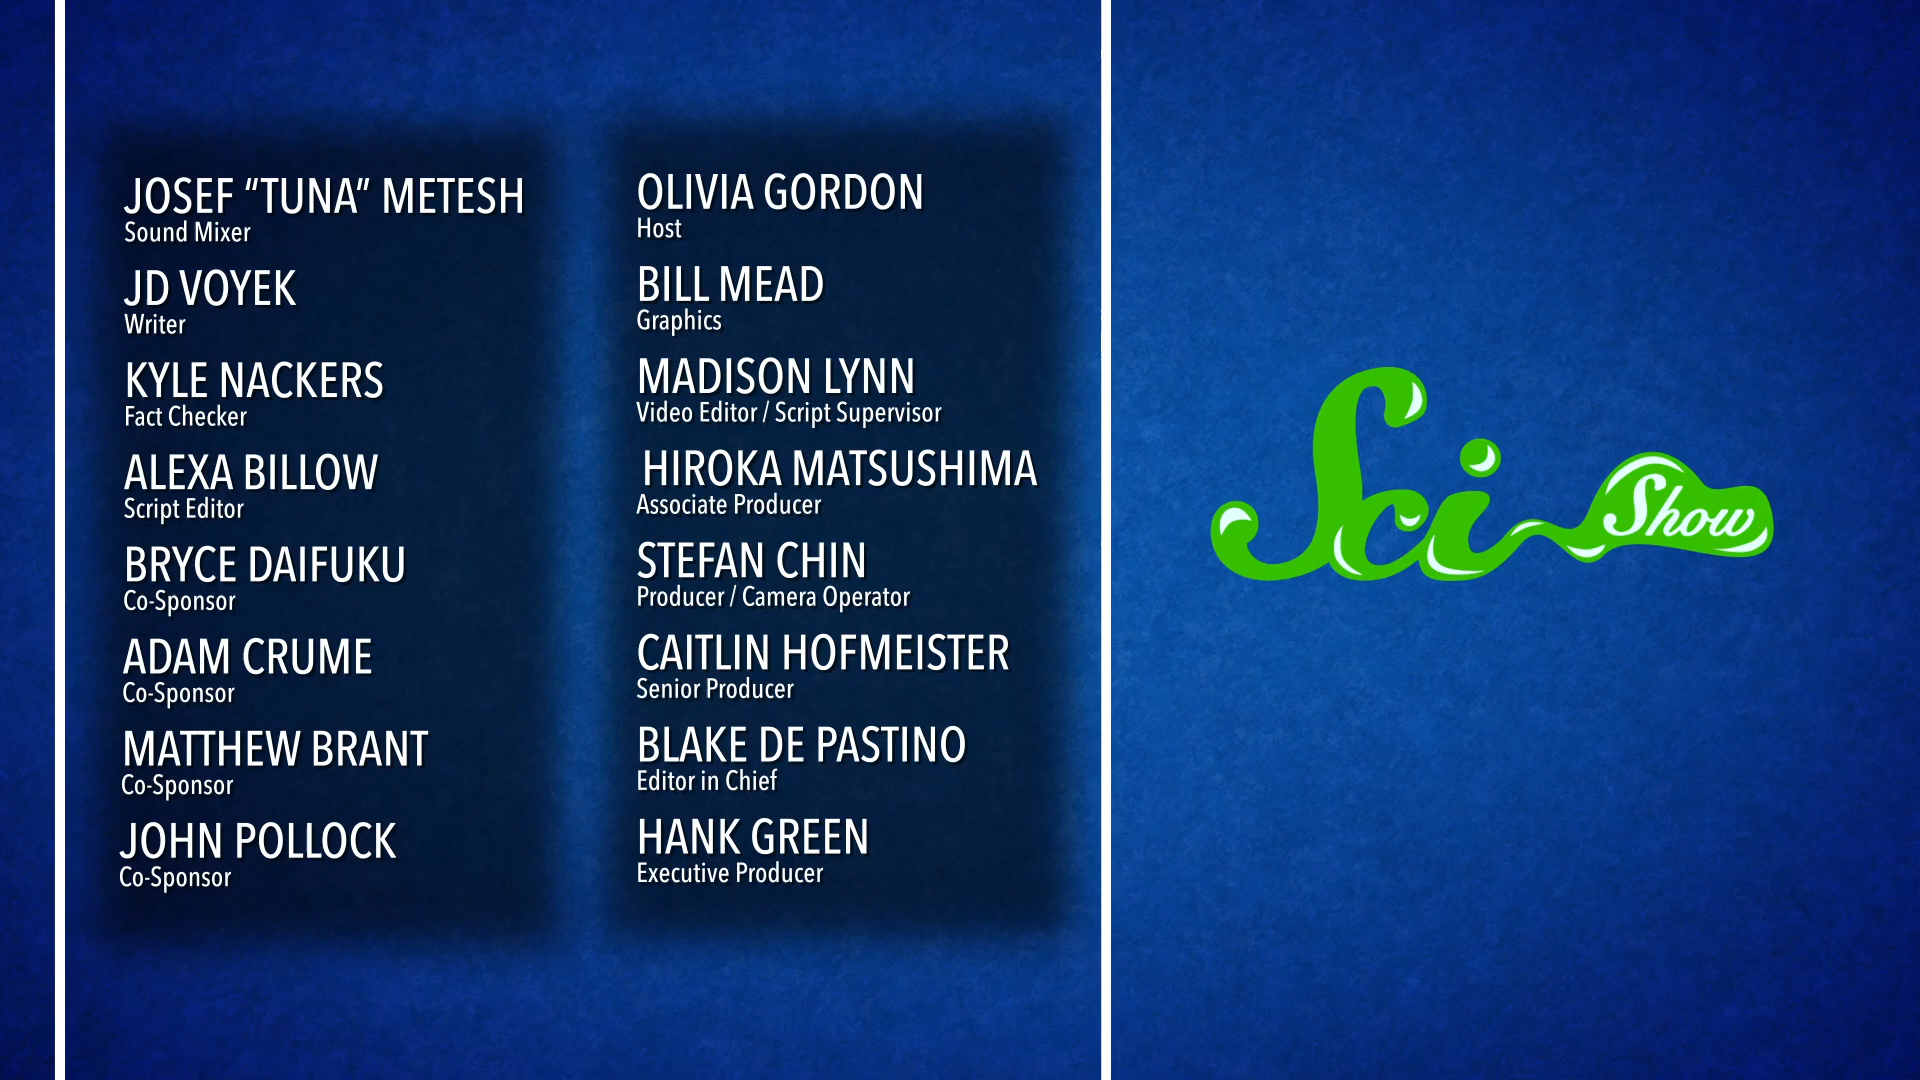 JOSEF “TUNA” METESH
Sound Mixer
JD VOYEK
Writer
KYLE NACKERS
Fact Checker
ALEXA BILLOW
Script Editor
BRYCE DAIFUKU
Co-Sponsor
ADAM CRUME
Co-Sponsor
MATTHEW BRANT
Co-Sponsor
JOHN POLLOCK
Co-Sponsor
OLIVIA GORDON
Host
BILL MEAD
Graphics
MADISON LYNN
Video Editor / Script Supervisor
HIROKA MATSUSHIMA
Associate Producer
STEFAN CHIN
Producer / Camera Operator
CAITLIN HOFMEISTER
Senior Producer
BLAKE DE PASTINO
Editor in Chief
HANK GREEN
Executive Producer
Sci Show